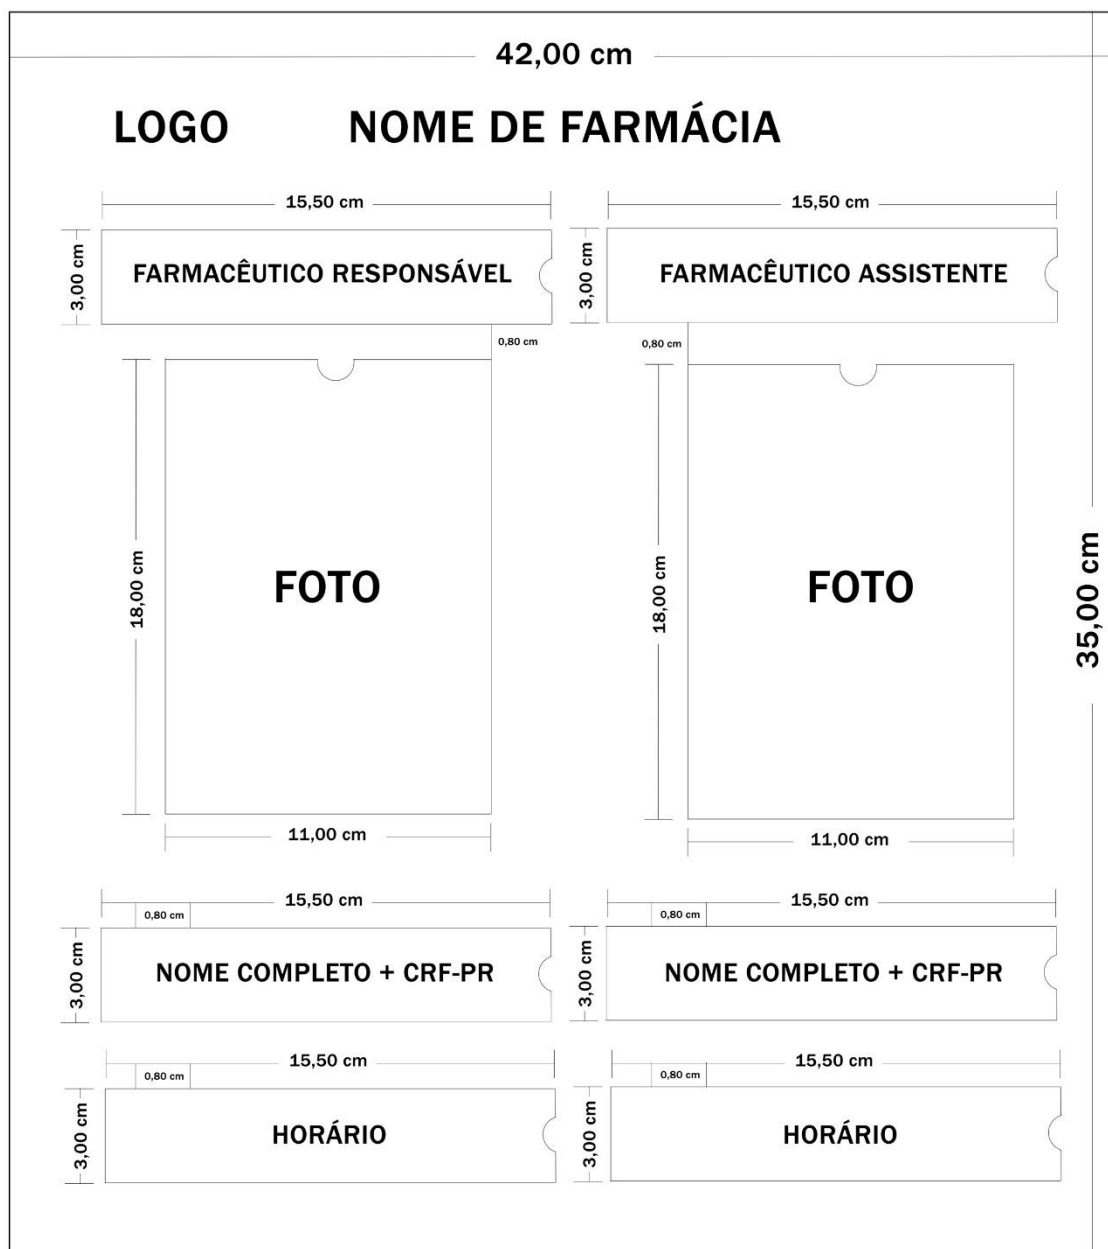 42,00 cm
LOGO NOME DE FARMÁCIA
15,50 cm 15,50 cm
3,00 cm FARMACÊUTICO RESPONSÁVEL 3,00 cm FARMACÊUTICO ASSISTENTE
0,80 cm 0,80 cm
18,00 cm FOTO 18,00 cm FOTO 35,00 cm
11,00 cm 11,00 cm
15,50 cm 15,50 cm
0,80 cm 0,80 cm
3,00 cm NOME COMPLETO + CRF-PR 3,00 cm NOME COMPLETO + CRF-PR
15,50 cm 15,50 cm
0,80 cm 0,80 cm
3,00 cm HORÁRIO 3,00 cm HORÁRIO